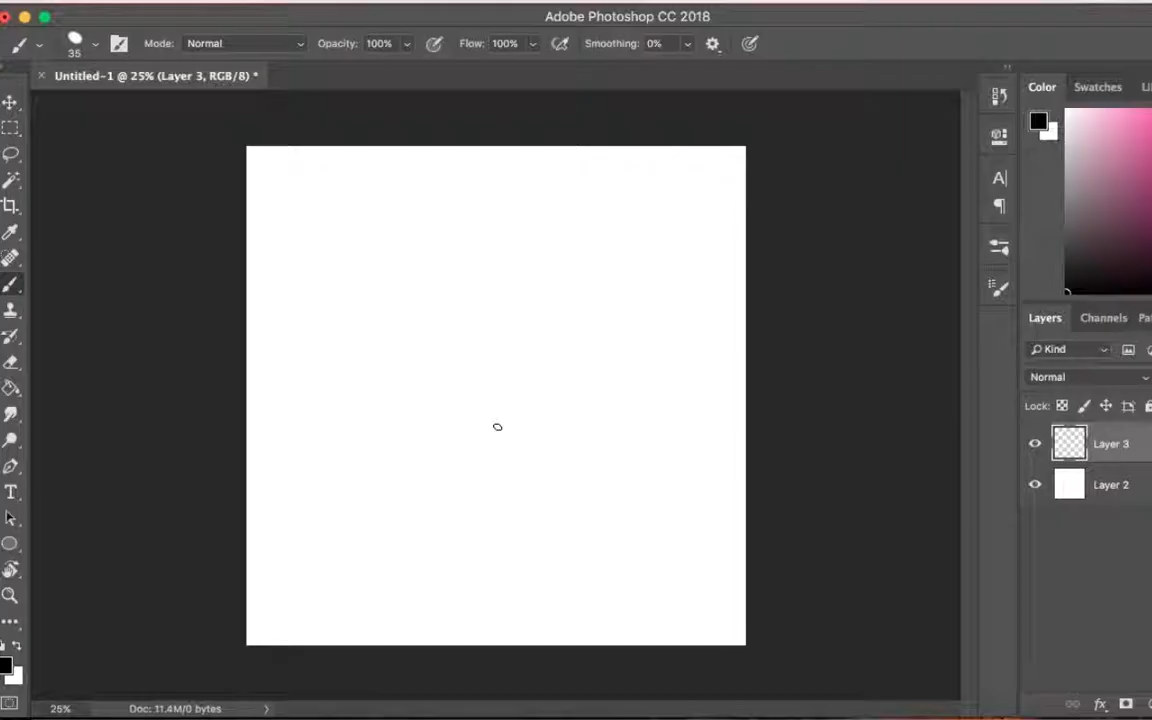 Adobe Photoshop CC 2018
35
Mode: Normal
Opacity: 100%
Flow: 100%
Smoothing: 0%
Untitled-1 @ 25% (Layer 3, RGB/8) *
Color
Swatches
Layers
Channels
Kind
Normal
Lock:
Layer 3
Layer 2
fx
25%
Doc: 11.4M/0 bytes